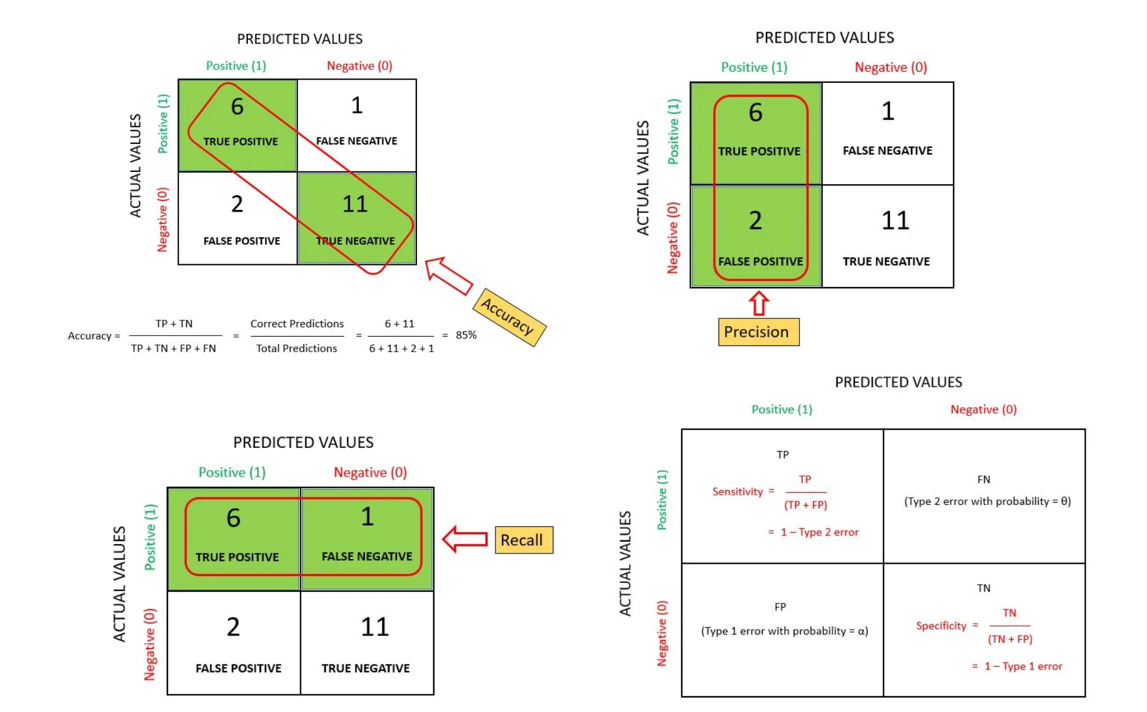 PREDICTED VALUES
Positive (1) Negative (0)
ACTUAL VALUES
Positive (1)
Negative (0)
6 1
TRUE POSITIVE FALSE NEGATIVE
2 11
FALSE POSITIVE TRUE NEGATIVE
Accuracy
Accuracy = TP + TN = Correct Predictions = 6 + 11 = 85%
TP + TN + FP + FN Total Predictions 6 + 11 + 2 + 1
PREDICTED VALUES
Positive (1) Negative (0)
ACTUAL VALUES
Positive (1)
Negative (0)
6 1
TRUE POSITIVE FALSE NEGATIVE
2 11
FALSE POSITIVE TRUE NEGATIVE
Precision
PREDICTED VALUES
Positive (1) Negative (0)
ACTUAL VALUES
Positive (1)
Negative (0)
6 1
TRUE POSITIVE FALSE NEGATIVE
Recall
2 11
FALSE POSITIVE TRUE NEGATIVE
PREDICTED VALUES
Positive (1) Negative (0)
ACTUAL VALUES
Positive (1)
Negative (0)
TP
Sensitivity = TP
(TP + FP)
= 1 – Type 2 error
FN
(Type 2 error with probability = θ)
FP
(Type 1 error with probability = α)
TN
Specificity = TN
(TN + FP)
= 1 – Type 1 error